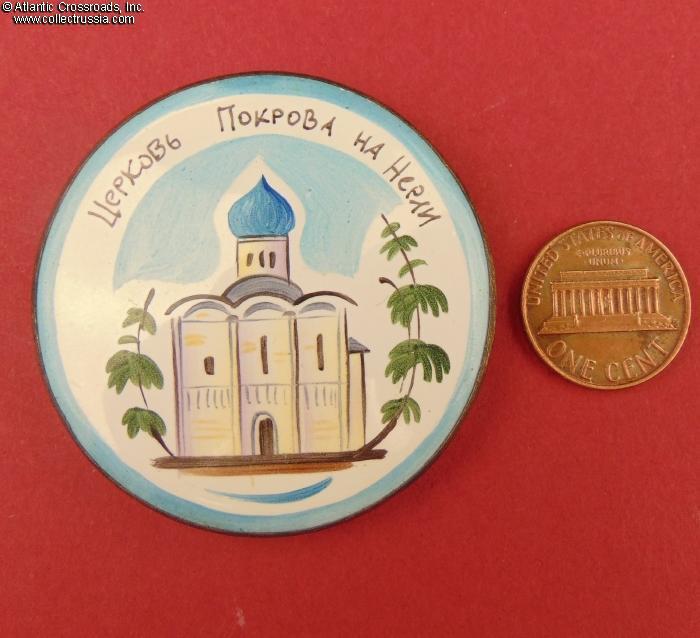 © Atlantic Crossroads, Inc.
www.collectrussia.com
Церковь Покрова на Нерли
UNITED STATES of AMERICA
E·PLURIBUS
UNUM
ONE CENT